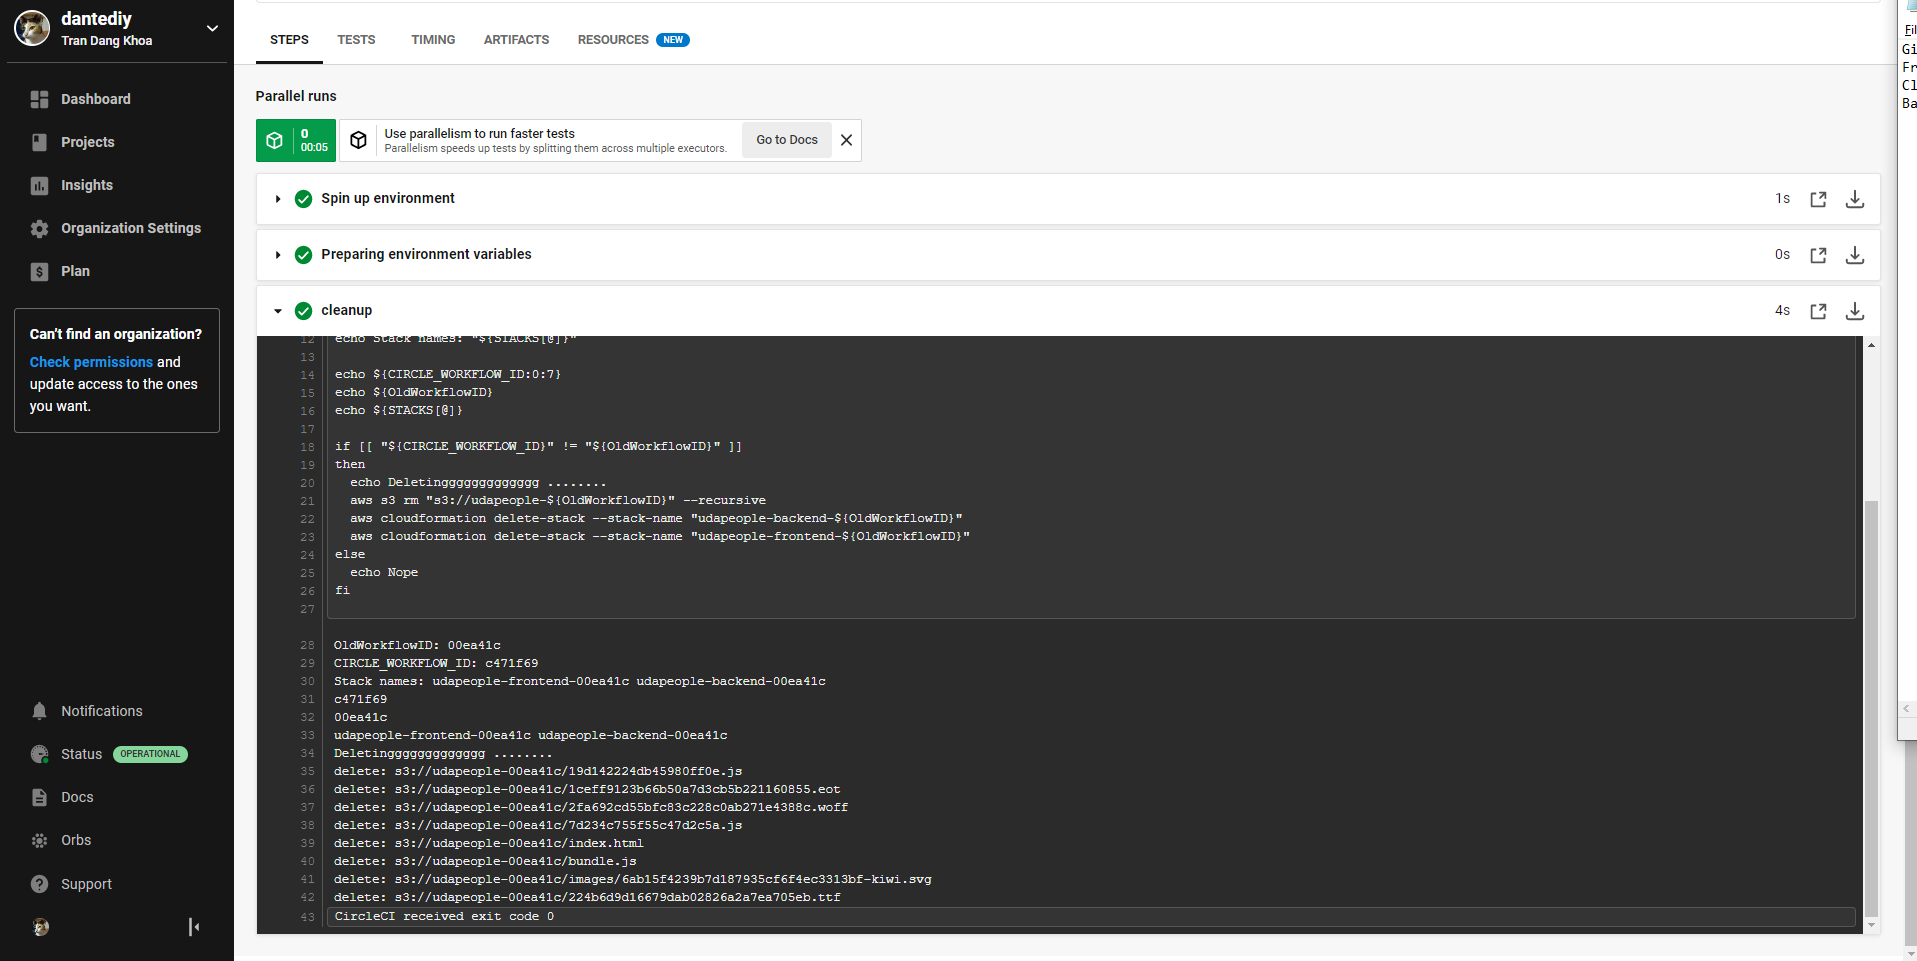 dantediy
Tran Dang Khoa
Dashboard
Projects
Insights
Organization Settings
Plan
Can't find an organization?
Check permissions and
update access to the ones
you want.
Notifications
Status OPERATIONAL
Docs
Orbs
Support
STEPS TESTS TIMING ARTIFACTS RESOURCES NEW
Parallel runs
0
00:05
Use parallelism to run faster tests
Parallelism speeds up tests by splitting them across multiple executors.
Go to Docs
Spin up environment 1s
Preparing environment variables 0s
cleanup 4s
12 echo Stack names: "${STACKS[@]}"
13
14 echo ${CIRCLE_WORKFLOW_ID:0:7}
15 echo ${OldWorkflowID}
16 echo ${STACKS[@]}
17
18 if [[ "${CIRCLE_WORKFLOW_ID}" != "${OldWorkflowID}" ]]
19 then
20 echo Deletinggggggggggggg ........
21 aws s3 rm "s3://udapeople-${OldWorkflowID}" --recursive
22 aws cloudformation delete-stack --stack-name "udapeople-backend-${OldWorkflowID}"
23 aws cloudformation delete-stack --stack-name "udapeople-frontend-${OldWorkflowID}"
24 else
25 echo Nope
26 fi
27
28 OldWorkflowID: 00ea41c
29 CIRCLE_WORKFLOW_ID: c471f69
30 Stack names: udapeople-frontend-00ea41c udapeople-backend-00ea41c
31 c471f69
32 00ea41c
33 udapeople-frontend-00ea41c udapeople-backend-00ea41c
34 Deletinggggggggggggg ........
35 delete: s3://udapeople-00ea41c/19d142224db45980ff0e.js
36 delete: s3://udapeople-00ea41c/1ceff9123b66b50a7d3cb5b221160855.eot
37 delete: s3://udapeople-00ea41c/2fa692cd55bfc83c228c0ab271e4388c.woff
38 delete: s3://udapeople-00ea41c/7d234c755f55c47d2c5a.js
39 delete: s3://udapeople-00ea41c/index.html
40 delete: s3://udapeople-00ea41c/bundle.js
41 delete: s3://udapeople-00ea41c/images/6ab15f4239b7d187935cf6f4ec3313bf-kiwi.svg
42 delete: s3://udapeople-00ea41c/224b6d9d16679dab02826a2a7ea705eb.ttf
43 CircleCI received exit code 0
Fil
Gi
Fr
Cl
Ba